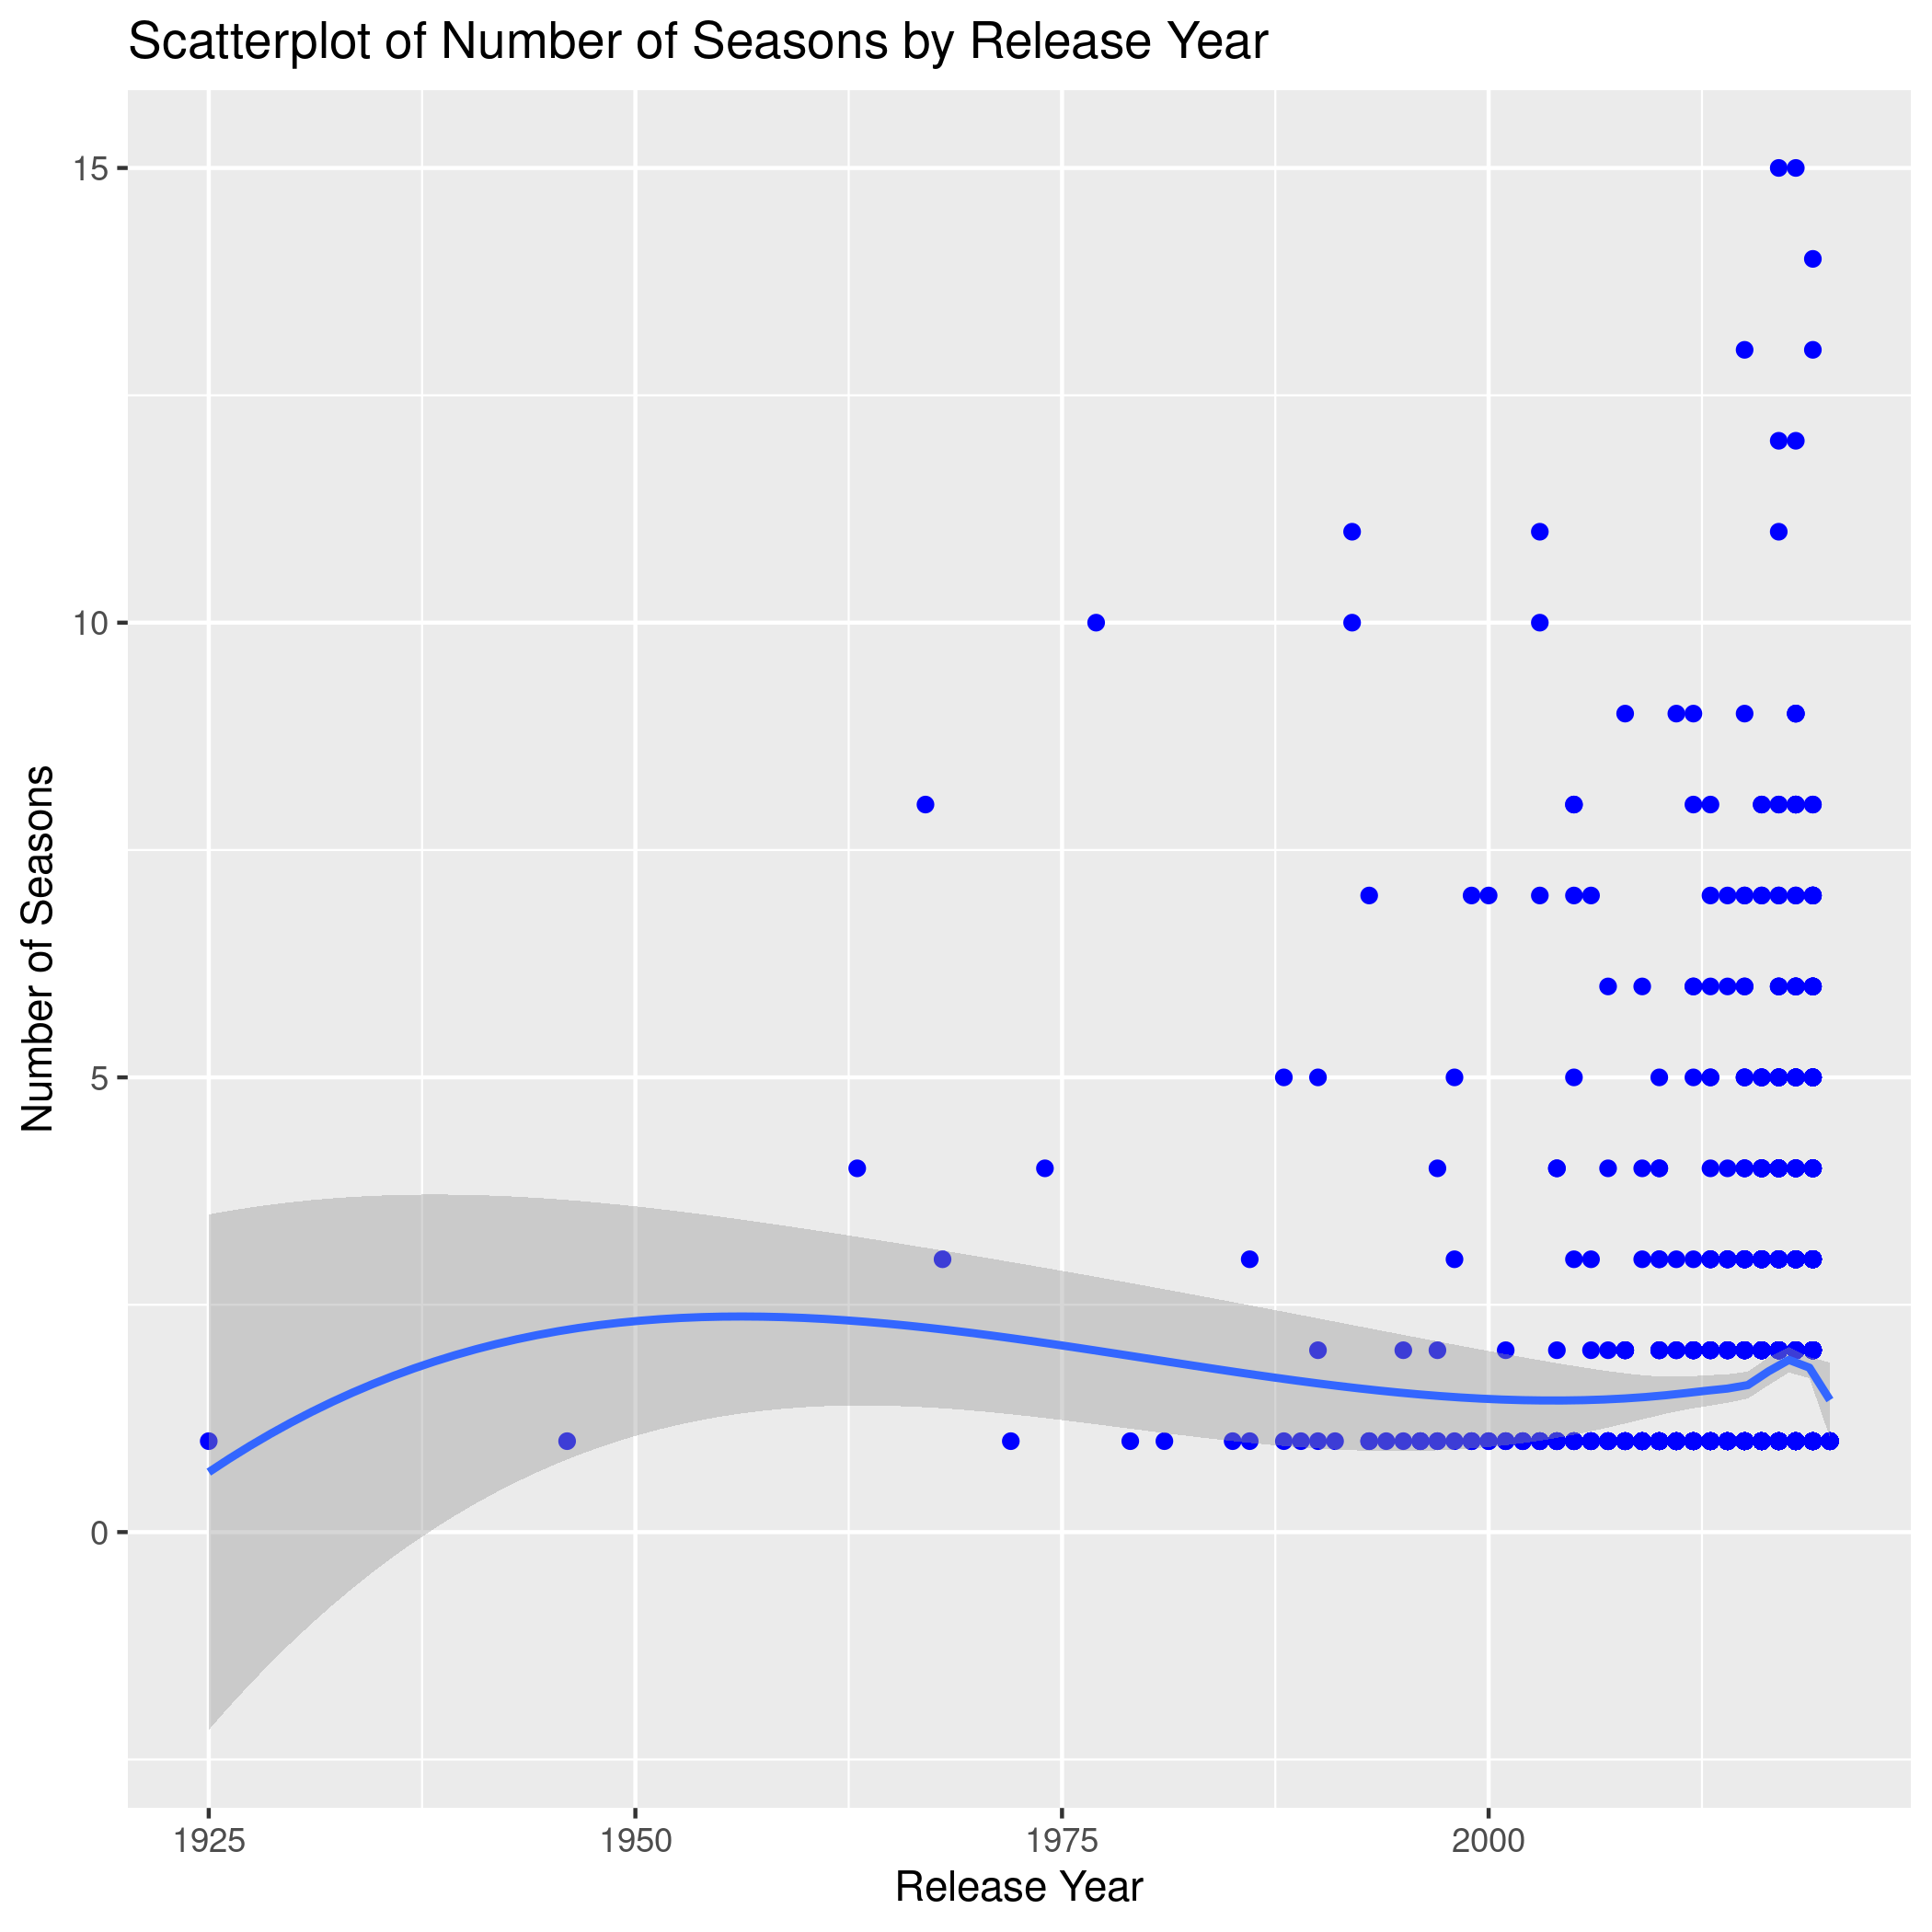 Scatterplot of Number of Seasons by Release Year
15
10
5
0
Number of Seasons
1925
1950
1975
2000
Release Year